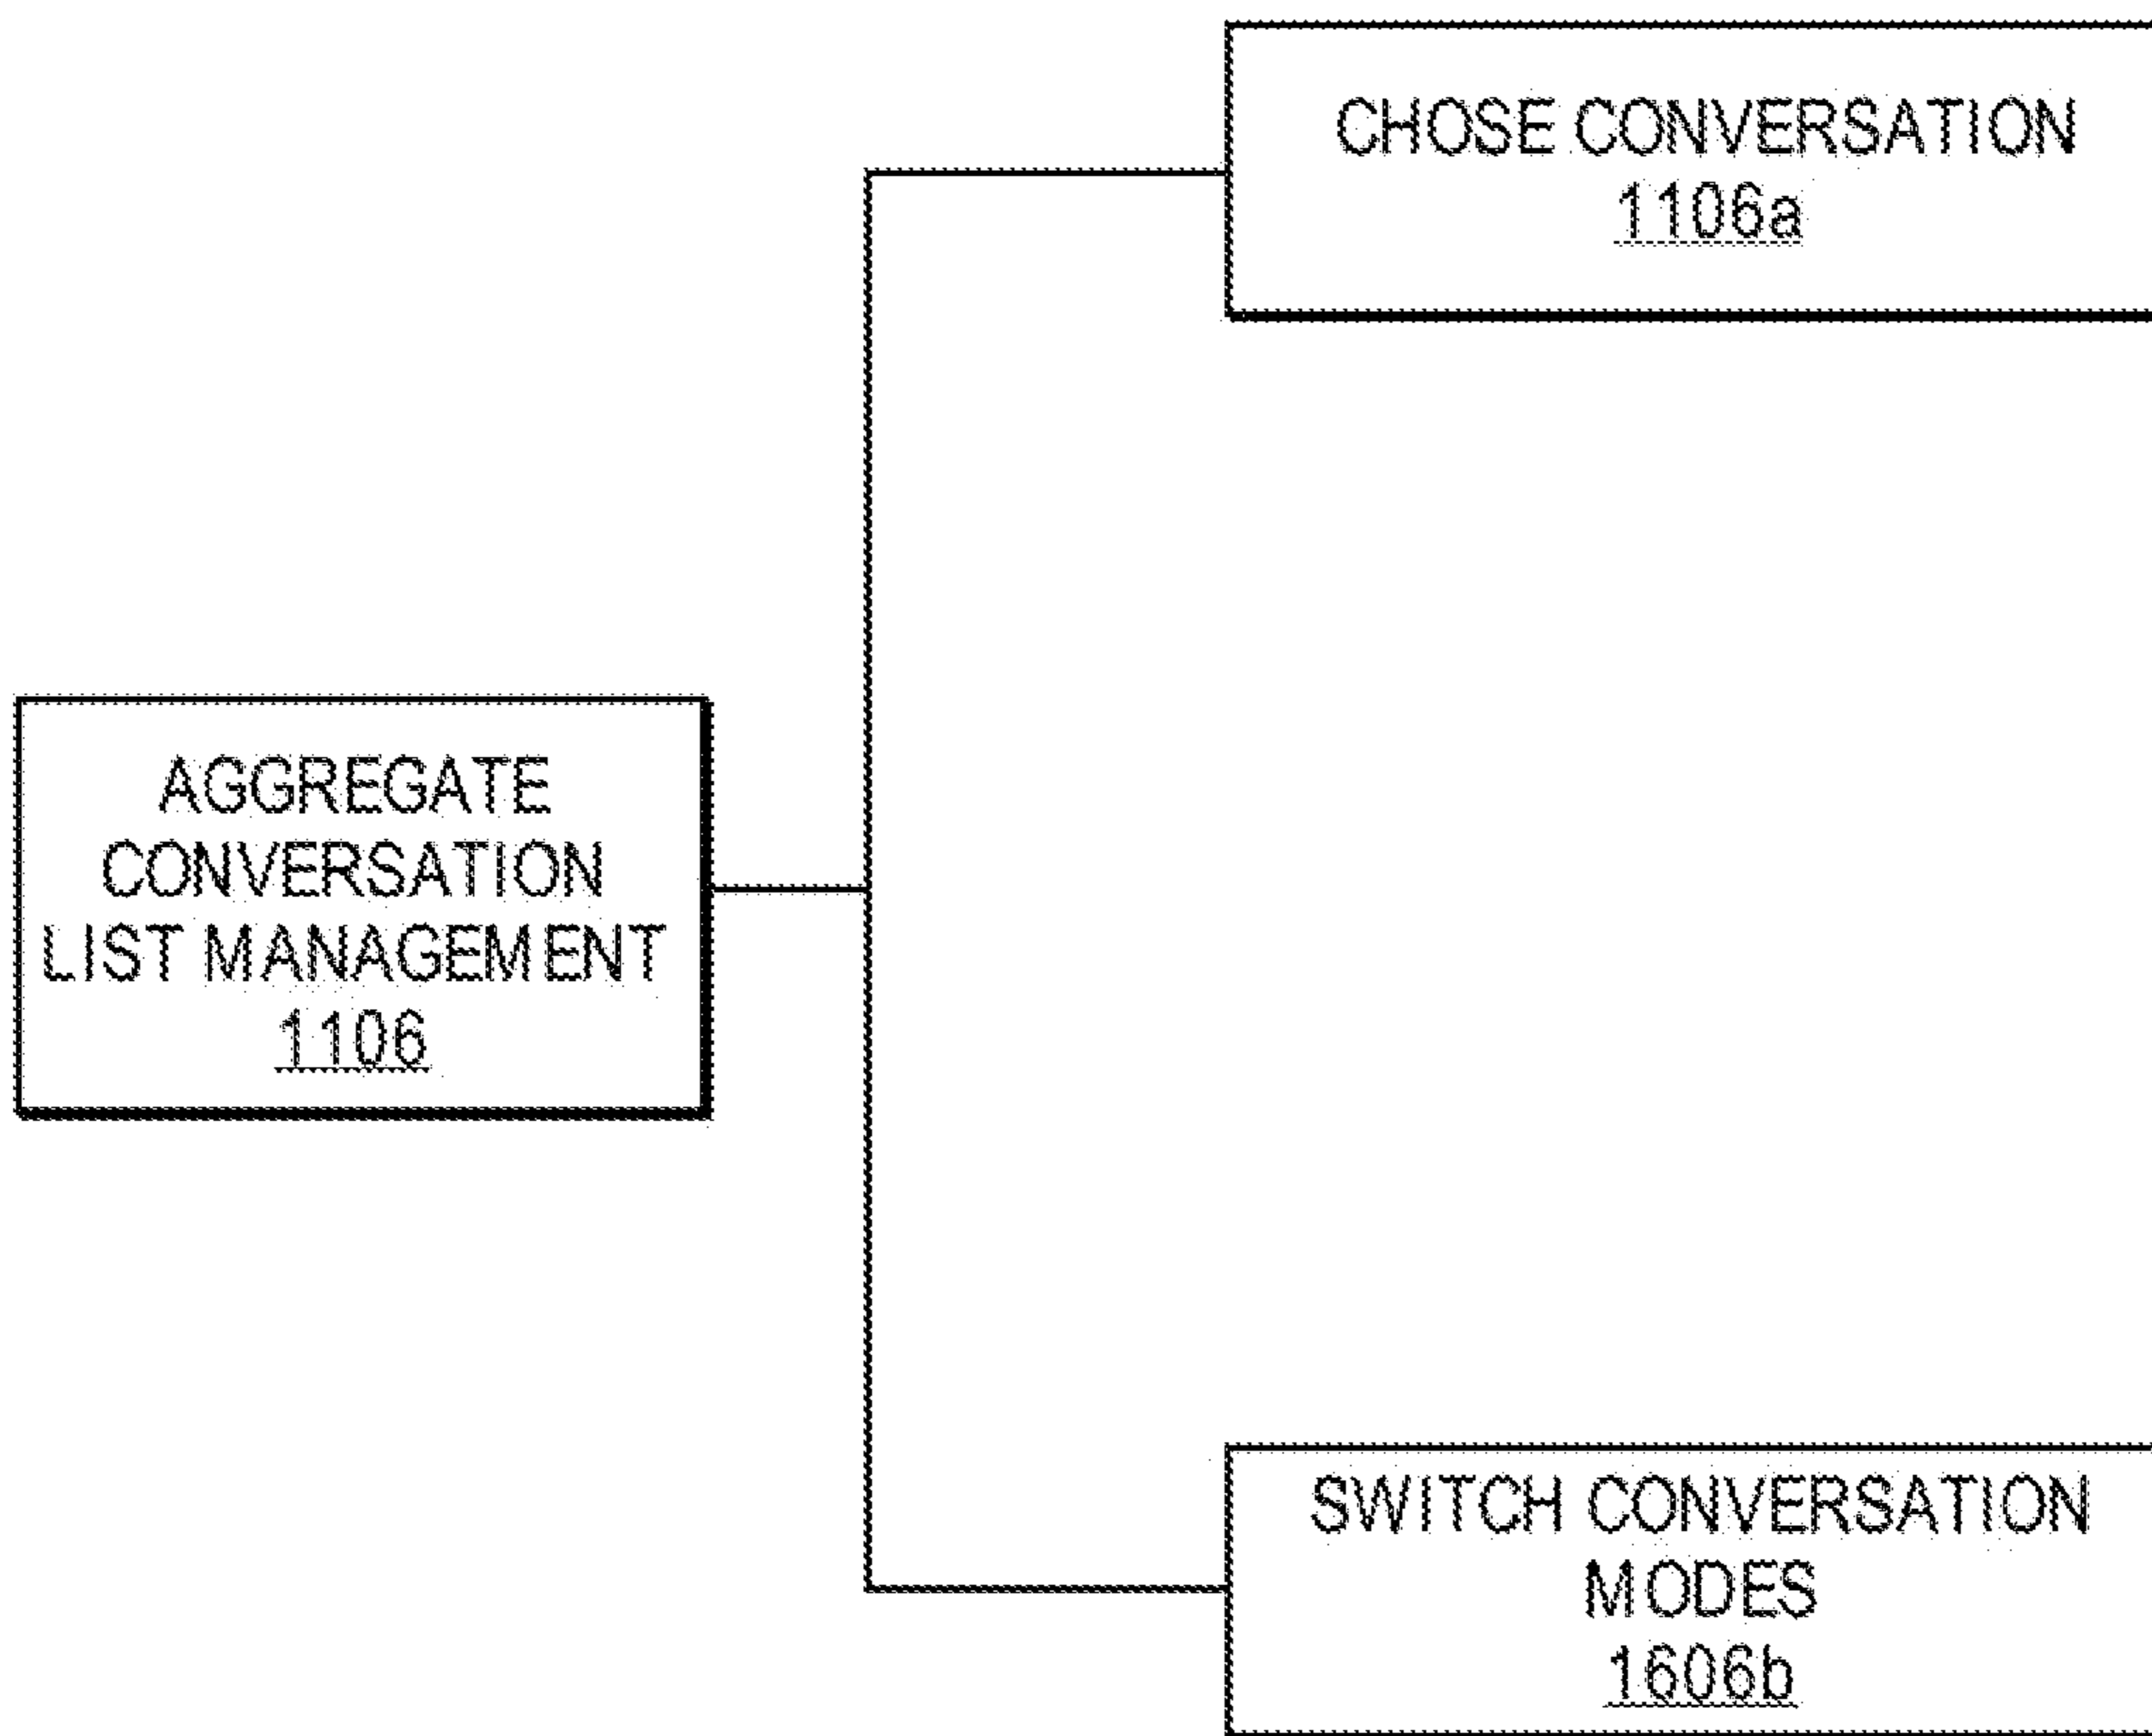 CHOSE CONVERSATION
1106a
AGGREGATE
CONVERSATION
LIST MANAGEMENT
1106
SWITCH CONVERSATION
MODES
1606b